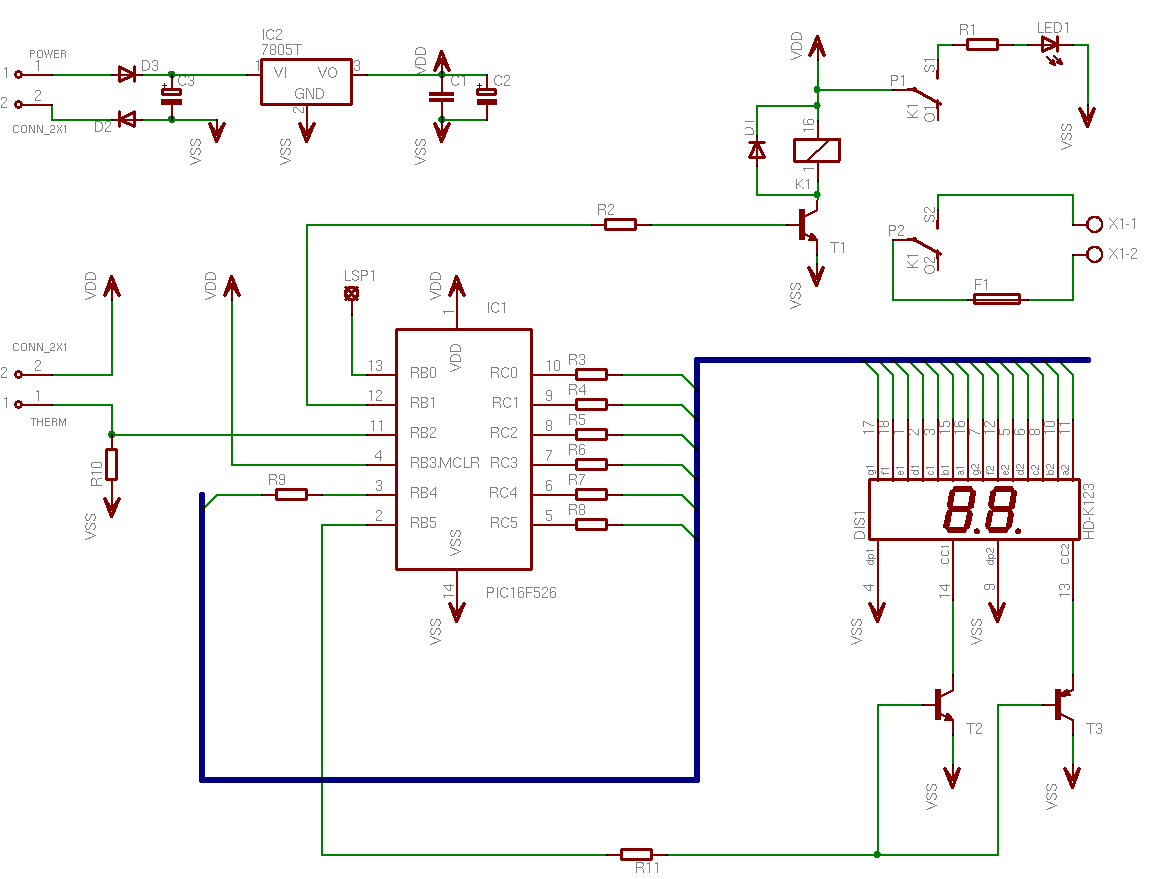 POWER
1
1
2
2
CONN_2X1
D3
D2
C3
VSS
IC2
7805T
1
VI
VO
3
GND
2
VSS
VDD
C1
C2
VSS
VDD
D1
16
1
K1
R2
T1
VSS
P1
K1
S1
O1
R1
LED1
VSS
P2
K1
S2
O2
F1
X1-1
X1-2
VDD
VDD
CONN_2X1
2
2
1
1
THERM
R10
VSS
R9
LSP1
VDD
1
IC1
VDD
13
RB0
RC0
10
R3
12
RB1
RC1
9
R4
11
RB2
RC2
8
R5
4
RB3.MCLR
RC3
7
R6
3
RB4
RC4
6
R7
2
RB5
RC5
5
R8
VSS
14
VSS
PIC16F526
17
18
1
2
3
15
16
7
12
5
6
8
10
11
g1
f1
e1
d1
c1
b1
a1
g2
f2
e2
d2
c2
b2
a2
DIS1
8.8.
HD-K123
dp1
CC1
dp2
CC2
4
14
9
13
VSS
VSS
T2
T3
VSS
VSS
R11